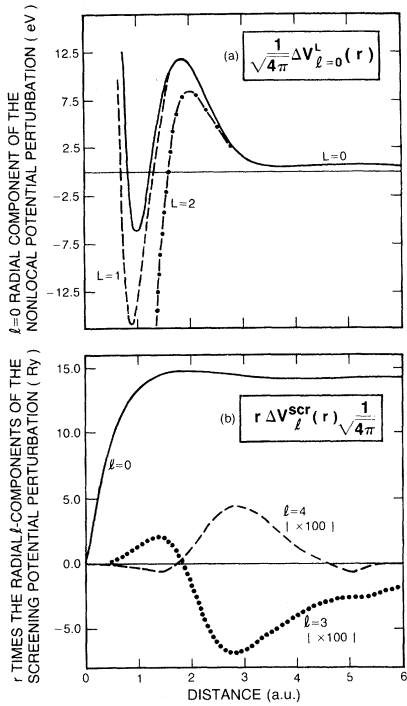 ℓ=0 RADIAL COMPONENT OF THE
NONLOCAL POTENTIAL PERTURBATION ( eV)
12.5
7.5
2.5
−2.5
−7.5
−12.5
(a) 1/√4π ΔV^L_ℓ=0 (r)
L=0
L=2
L=1
r TIMES THE RADIAL ℓ-COMPONENTS OF THE
SCREENING POTENTIAL PERTURBATION ( Ry)
15.0
10.0
5.0
0.0
−5.0
(b) r ΔV^scr_ℓ (r) 1/√4π
ℓ=0
ℓ=4
| ×100 |
ℓ=3
| ×100 |
0 1 2 3 4 5 6
DISTANCE (a.u.)